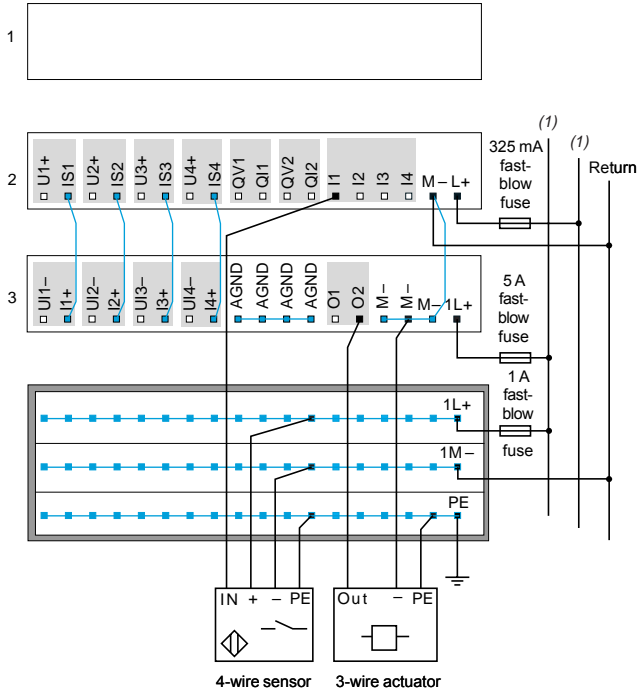 1
(1)
(1)
2
U1+ IS1 U2+ IS2 U3+ IS3 U4+ IS4 QV1 QI1 QV2 QI2 I1 I2 I3 I4 M– L+
325 mA
fast-
blow
fuse
Return
3
UI1– I1+ UI2– I2+ UI3– I3+ UI4– I4+ AGND AGND AGND AGND O1 O2 M– M– M– 1L+
5 A
fast-
blow
fuse
1L+
1 A
fast-
blow
fuse
1M–
PE
IN + – PE
Out – PE
4-wire sensor
3-wire actuator